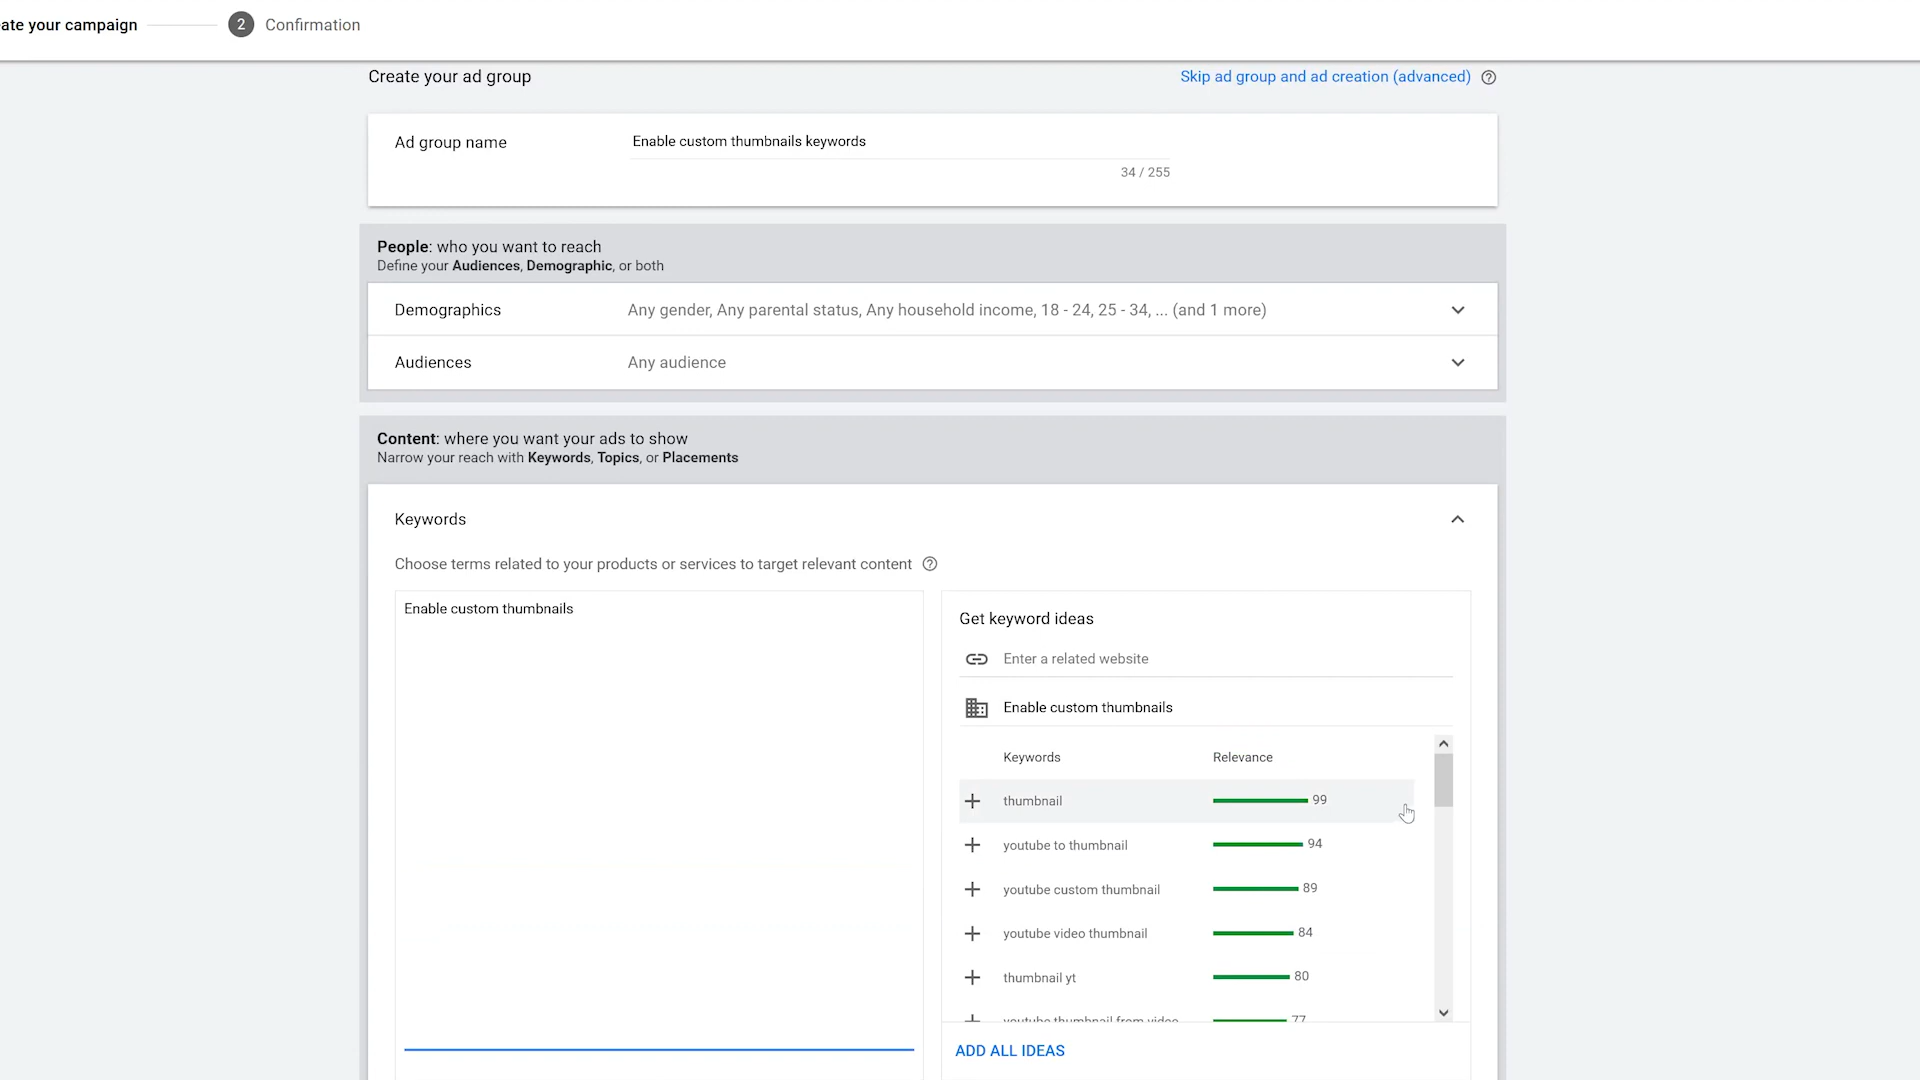 ate your campaign 2 Confirmation
Create your ad group Skip ad group and ad creation (advanced)
Ad group name Enable custom thumbnails keywords
34 / 255
People: who you want to reach
Define your Audiences, Demographic, or both
Demographics Any gender, Any parental status, Any household income, 18 - 24, 25 - 34, ... (and 1 more)
Audiences Any audience
Content: where you want your ads to show
Narrow your reach with Keywords, Topics, or Placements
Keywords
Choose terms related to your products or services to target relevant content
Enable custom thumbnails
Get keyword ideas
Enter a related website
Enable custom thumbnails
Keywords Relevance
thumbnail 99
youtube to thumbnail 94
youtube custom thumbnail 89
youtube video thumbnail 84
thumbnail yt 80
youtube thumbnail from video 77
ADD ALL IDEAS